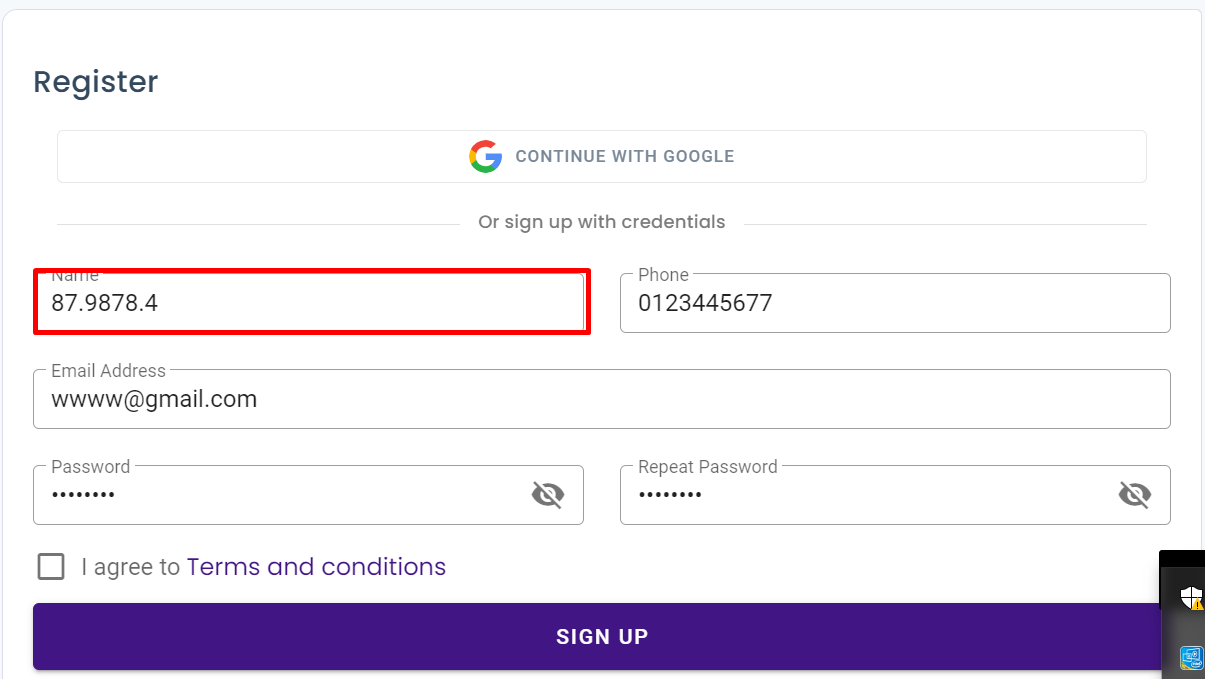 Register
CONTINUE WITH GOOGLE
Or sign up with credentials
Name
87.9878.4
Phone
0123445677
Email Address
wwww@gmail.com
Password
••••••••
Repeat Password
••••••••
I agree to Terms and conditions
SIGN UP